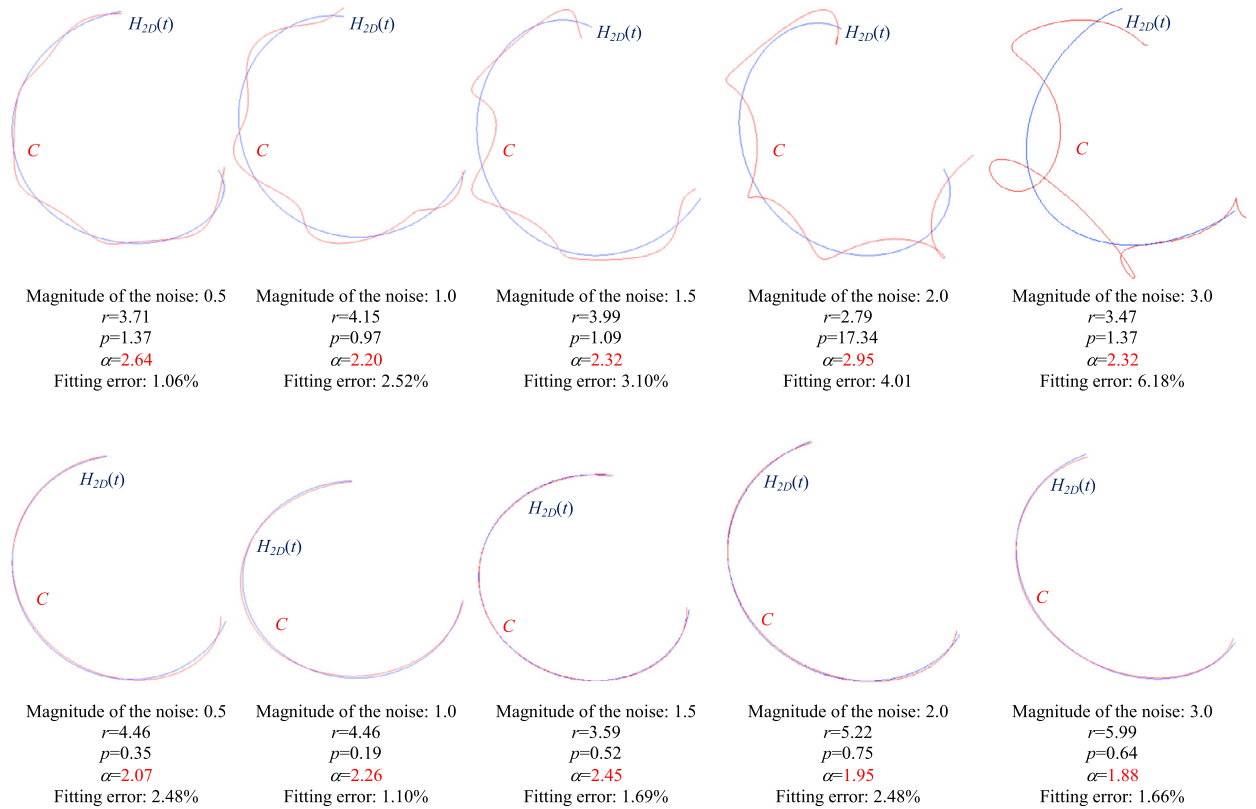 H2D(t) H2D(t) H2D(t) H2D(t) H2D(t)
C C C C C
Magnitude of the noise: 0.5
r=3.71
p=1.37
α=2.64
Fitting error: 1.06%
Magnitude of the noise: 1.0
r=4.15
p=0.97
α=2.20
Fitting error: 2.52%
Magnitude of the noise: 1.5
r=3.99
p=1.09
α=2.32
Fitting error: 3.10%
Magnitude of the noise: 2.0
r=2.79
p=17.34
α=2.95
Fitting error: 4.01
Magnitude of the noise: 3.0
r=3.47
p=1.37
α=2.32
Fitting error: 6.18%
H2D(t) H2D(t) H2D(t) H2D(t) H2D(t)
C C C C C
Magnitude of the noise: 0.5
r=4.46
p=0.35
α=2.07
Fitting error: 2.48%
Magnitude of the noise: 1.0
r=4.46
p=0.19
α=2.26
Fitting error: 1.10%
Magnitude of the noise: 1.5
r=3.59
p=0.52
α=2.45
Fitting error: 1.69%
Magnitude of the noise: 2.0
r=5.22
p=0.75
α=1.95
Fitting error: 2.48%
Magnitude of the noise: 3.0
r=5.99
p=0.64
α=1.88
Fitting error: 1.66%